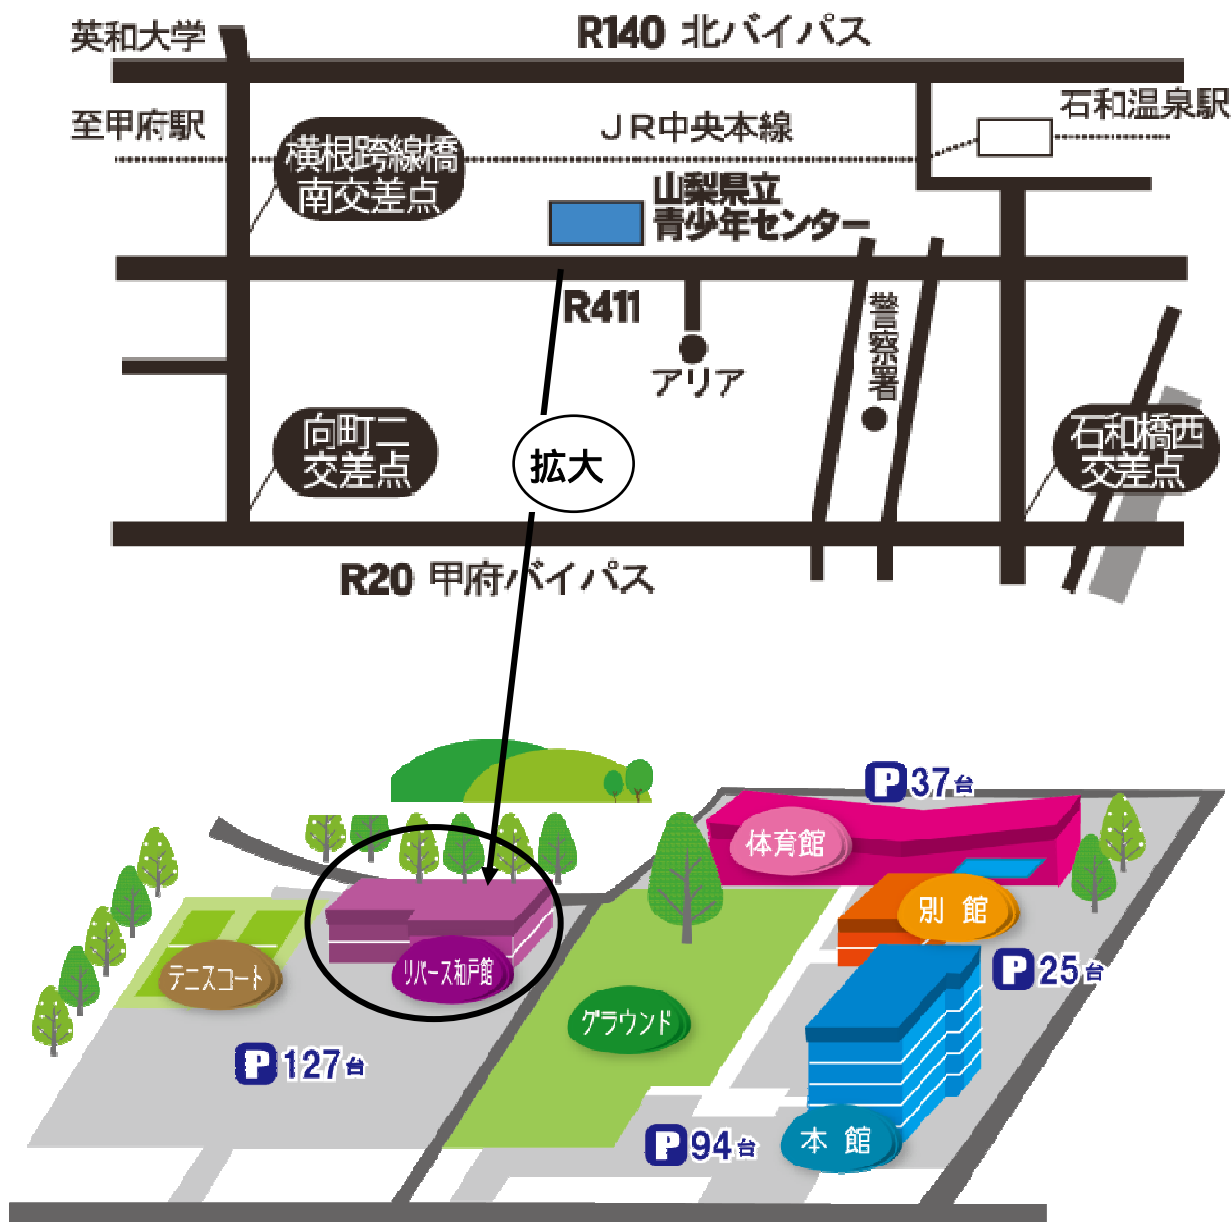 英和大学
R140 北バイパス
石和温泉駅
至甲府駅
JR中央本線
横根跨線橋
南交差点
山梨県立
青少年センター
R411
警察署
アリア
向町二
交差点
拡大
石和橋西
交差点
R20 甲府バイパス
P37台
体育館
別館
テニスコート
リバース和戸館
P25台
グラウンド
P127台
P94台
本館